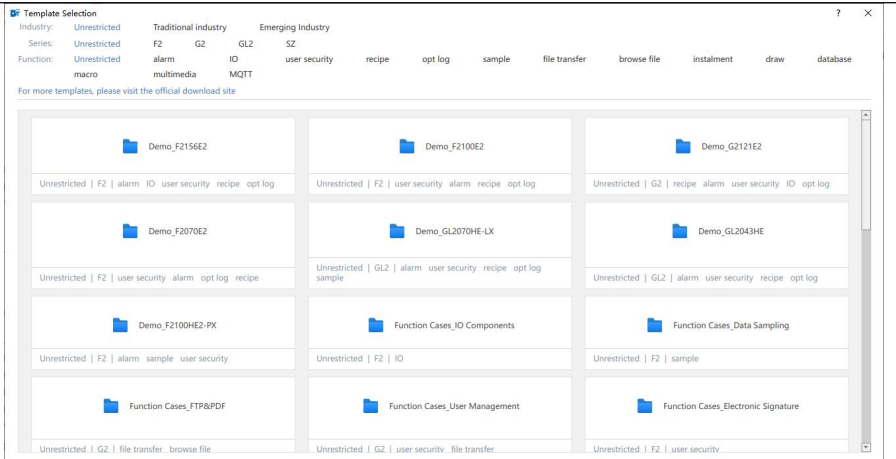 Template Selection ? ×
Industry: Unrestricted Traditional industry Emerging Industry
Series: Unrestricted F2 G2 GL2 SZ
Function: Unrestricted alarm IO user security recipe opt log sample file transfer browse file instalment draw database
macro multimedia MQTT
For more templates, please visit the official download site
Demo_F2156E2 Demo_F2100E2 Demo_G2121E2
Unrestricted | F2 | alarm IO user security recipe opt log Unrestricted | F2 | user security alarm recipe opt log Unrestricted | G2 | recipe alarm user security IO opt log
Demo_F2070E2 Demo_GL2070HE-LX Demo_GL2043HE
Unrestricted | F2 | user security alarm opt log recipe Unrestricted | GL2 | alarm user security recipe opt log
sample
Unrestricted | GL2 | alarm user security recipe opt log
Demo_F2100HE2-PX Function Cases_IO Components Function Cases_Data Sampling
Unrestricted | F2 | alarm sample user security Unrestricted | F2 | IO Unrestricted | F2 | sample
Function Cases_FTP&PDF Function Cases_User Management Function Cases_Electronic Signature
Unrestricted | G2 | file transfer browse file Unrestricted | G2 | user security file transfer Unrestricted | F2 | user security